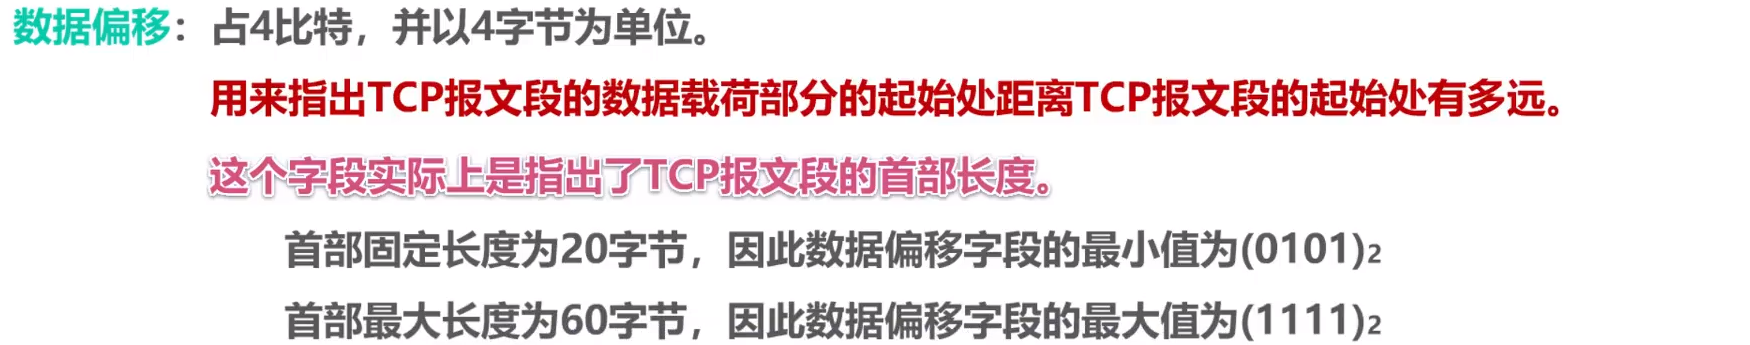 数据偏移：占4比特，并以4字节为单位。
用来指出TCP报文段的数据载荷部分的起始处距离TCP报文段的起始处有多远。
这个字段实际上是指出了TCP报文段的首部长度。
首部固定长度为20字节，因此数据偏移字段的最小值为(0101)₂
首部最大长度为60字节，因此数据偏移字段的最大值为(1111)₂